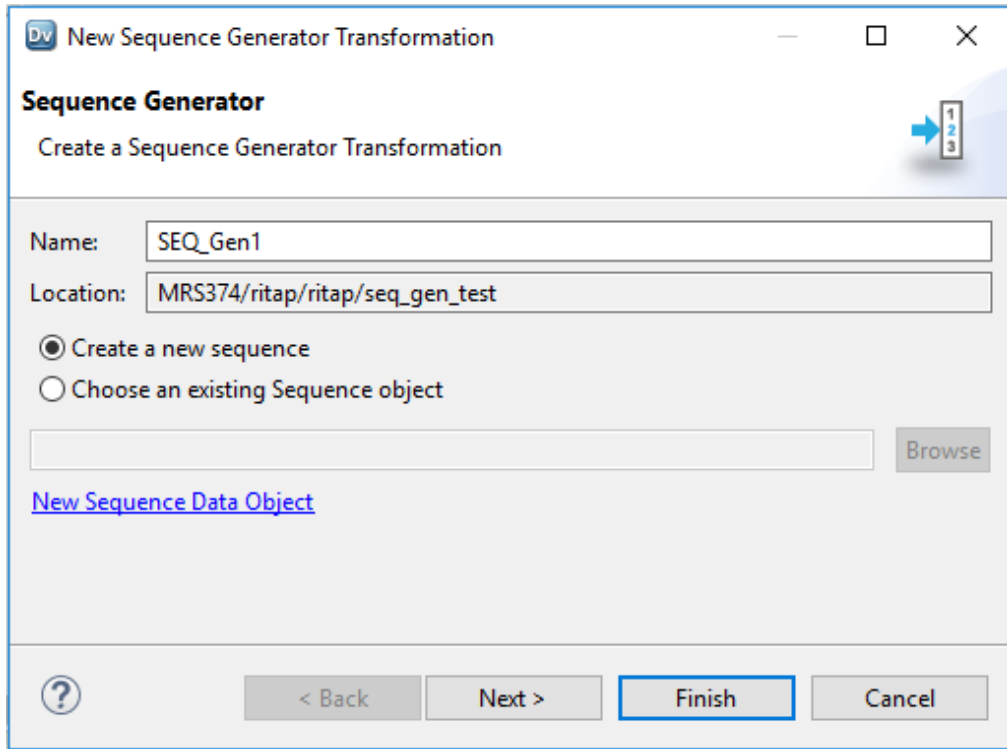 Dv New Sequence Generator Transformation
Sequence Generator
Create a Sequence Generator Transformation
1
2
3
Name: SEQ_Gen1
Location: MRS374/ritap/ritap/seq_gen_test
Create a new sequence
Choose an existing Sequence object
Browse
New Sequence Data Object
? < Back Next > Finish Cancel